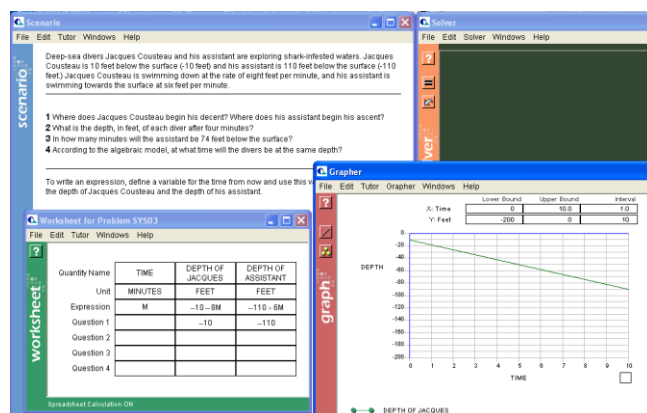 Scenario
File Edit Tutor Windows Help
Deep-sea divers Jacques Cousteau and his assistant are exploring shark-infested waters. Jacques
Cousteau is 10 feet below the surface (-10 feet) and his assistant is 110 feet below the surface (-110
feet.) Jacques Cousteau is swimming down at the rate of eight feet per minute, and his assistant is
swimming towards the surface at six feet per minute.
1 Where does Jacques Cousteau begin his decent? Where does his assistant begin his ascent?
2 What is the depth, in feet, of each diver after four minutes?
3 In how many minutes will the assistant be 74 feet below the surface?
4 According to the algebraic model, at what time will the divers be at the same depth?
To write an expression, define a variable for the time from now and use this
the depth of Jacques Cousteau and the depth of his assistant.
scenario
Solver
File Edit Solver Windows Help
Worksheet for Problem SYS03
File Edit Tutor Windows Help
worksheet
Quantity Name TIME DEPTH OF JACQUES DEPTH OF ASSISTANT
Unit MINUTES FEET FEET
Expression M –10 – 8M –110 - 6M
Question 1 –10 –110
Question 2
Question 3
Question 4
Spreadsheet Calculation ON
Grapher
File Edit Tutor Grapher Windows Help
graph
Lower Bound Upper Bound Interval
X: Time 0 10.0 1.0
Y: Feet -200 0 10
DEPTH
0
-20
-40
-60
-80
-100
-120
-140
-160
-180
-200
0 1 2 3 4 5 6 7 8 9 10
TIME
DEPTH OF JACQUES